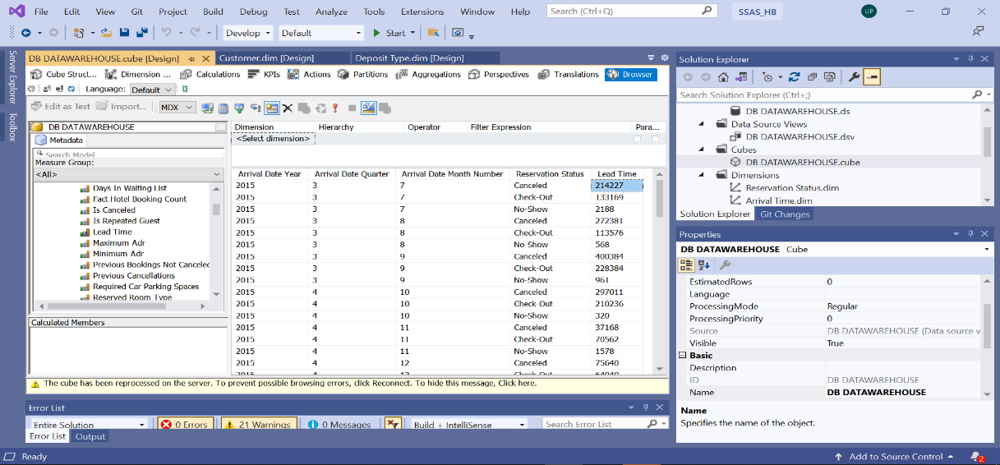 File Edit View Git Project Build Debug Test Analyze Tools Extensions Window Help Search (Ctrl+Q) SSAS_HB UP
Develop Default Start
Server Explorer
Toolbox
DB DATAWAREHOUSE.cube [Design] Customer.dim [Design] Deposit Type.dim [Design]
Cube Struct... Dimension ... Calculations KPIs Actions Partitions Aggregations Perspectives Translations Browser
Language: Default
Edit as Text Import... MDX
DB DATAWAREHOUSE
Metadata
Search Model
Measure Group:
<All>
Days In Waiting List
Fact Hotel Booking Count
Is Canceled
Is Repeated Guest
Lead Time
Maximum Adr
Minimum Adr
Previous Bookings Not Canceled
Previous Cancellations
Required Car Parking Spaces
Reserved Room Type
Calculated Members
Dimension Hierarchy Operator Filter Expression Para...
<Select dimension>
Arrival Date Year Arrival Date Quarter Arrival Date Month Number Reservation Status Lead Time
2015 3 7 Canceled 214227
2015 3 7 Check-Out 133169
2015 3 7 No-Show 2188
2015 3 8 Canceled 272381
2015 3 8 Check-Out 113576
2015 3 8 No-Show 568
2015 3 9 Canceled 400384
2015 3 9 Check-Out 228384
2015 3 9 No-Show 961
2015 4 10 Canceled 297011
2015 4 10 Check-Out 210236
2015 4 10 No-Show 320
2015 4 11 Canceled 37168
2015 4 11 Check-Out 70562
2015 4 11 No-Show 1578
2015 4 12 Canceled 75640
2015 4 12 Check-Out
The cube has been reprocessed on the server. To prevent possible browsing errors, click Reconnect. To hide this message, Click here.
Error List
Entire Solution 0 Errors 21 Warnings 0 Messages Build + IntelliSense Search Error List
Error List Output
Solution Explorer
Search Solution Explorer (Ctrl+;)
DB DATAWAREHOUSE.ds
Data Source Views
DB DATAWAREHOUSE.dsv
Cubes
DB DATAWAREHOUSE.cube
Dimensions
Reservation Status.dim
Arrival Time.dim
Solution Explorer Git Changes
Properties
DB DATAWAREHOUSE Cube
EstimatedRows 0
Language
ProcessingMode Regular
ProcessingPriority 0
Source DB DATAWAREHOUSE (Data source v
Visible True
Basic
Description
ID DB DATAWAREHOUSE
Name DB DATAWAREHOUSE
Name
Specifies the name of the object.
Ready Add to Source Control 2